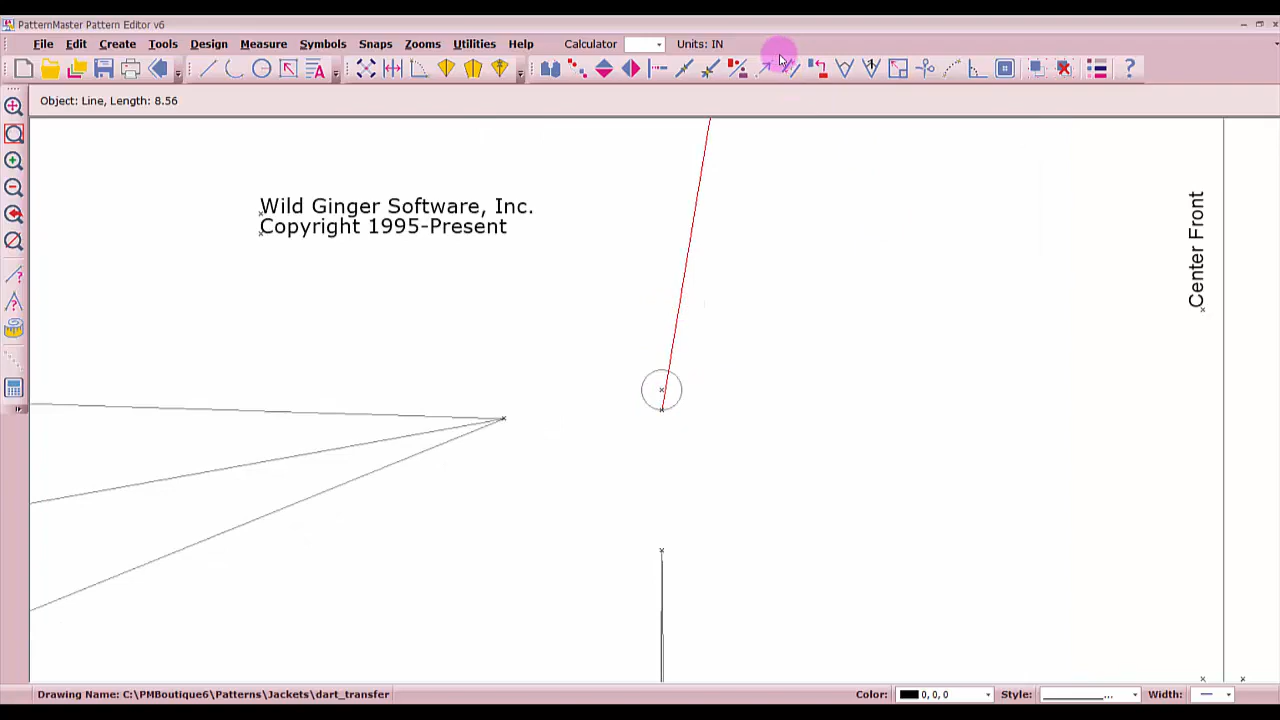 PatternMaster Pattern Editor v6
File Edit Create Tools Design Measure Symbols Snaps Zooms Utilities Help Calculator Units: IN
Object: Line, Length: 8.56
Wild Ginger Software, Inc.
Copyright 1995-Present
Center Front
Drawing Name: C:\PMBoutique6\Patterns\Jackets\dart_transfer Color: 0, 0, 0 Style: ... Width: